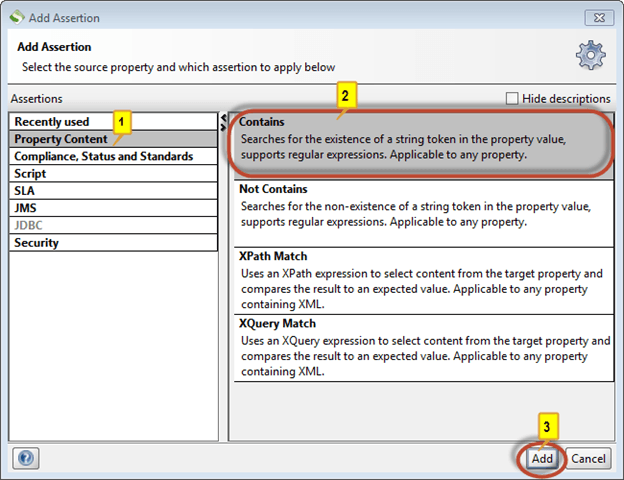 Add Assertion
Add Assertion
Select the source property and which assertion to apply below
Assertions
Hide descriptions
Recently used
Property Content
Compliance, Status and Standards
Script
SLA
JMS
JDBC
Security
1
2
Contains
Searches for the existence of a string token in the property value,
supports regular expressions. Applicable to any property.
Not Contains
Searches for the non-existence of a string token in the property value,
supports regular expressions. Applicable to any property.
XPath Match
Uses an XPath expression to select content from the target property and
compares the result to an expected value. Applicable to any property
containing XML.
XQuery Match
Uses an XQuery expression to select content from the target property and
compares the result to an expected value. Applicable to any property
containing XML.
3
?
Add
Cancel